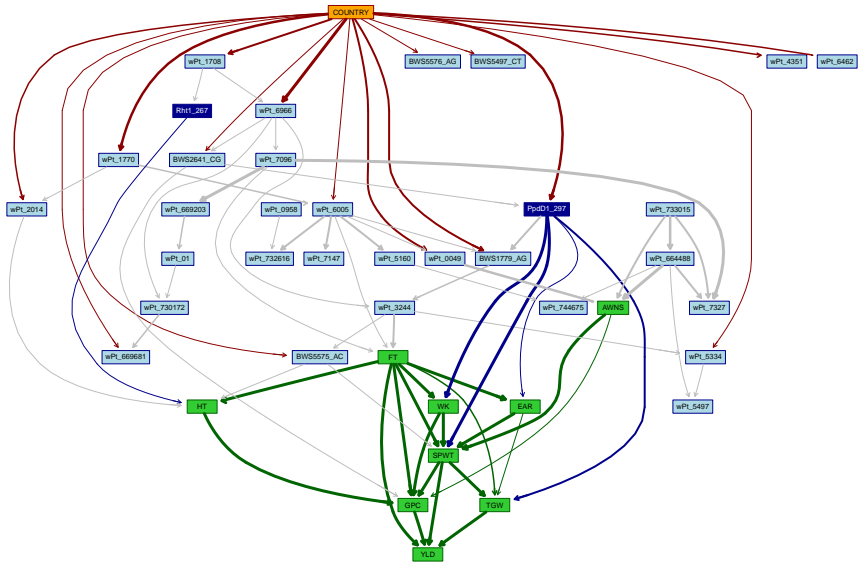 COUNTRY
wPt_1708
BWS5576_AG
BWS5497_CT
wPt_4351
wPt_6462
Rht1_267
wPt_6966
wPt_1770
BWS2641_CG
wPt_7096
wPt_2014
wPt_669203
wPt_0958
wPt_6005
PpdD1_297
wPt_733015
wPt_01
wPt_732616
wPt_7147
wPt_5160
wPt_0049
BWS1779_AG
wPt_664488
wPt_730172
wPt_3244
wPt_744675
AWNS
wPt_7327
wPt_669681
BWS5575_AC
FT
wPt_5334
HT
WK
EAR
wPt_5497
SPWT
GPC
TGW
YLD